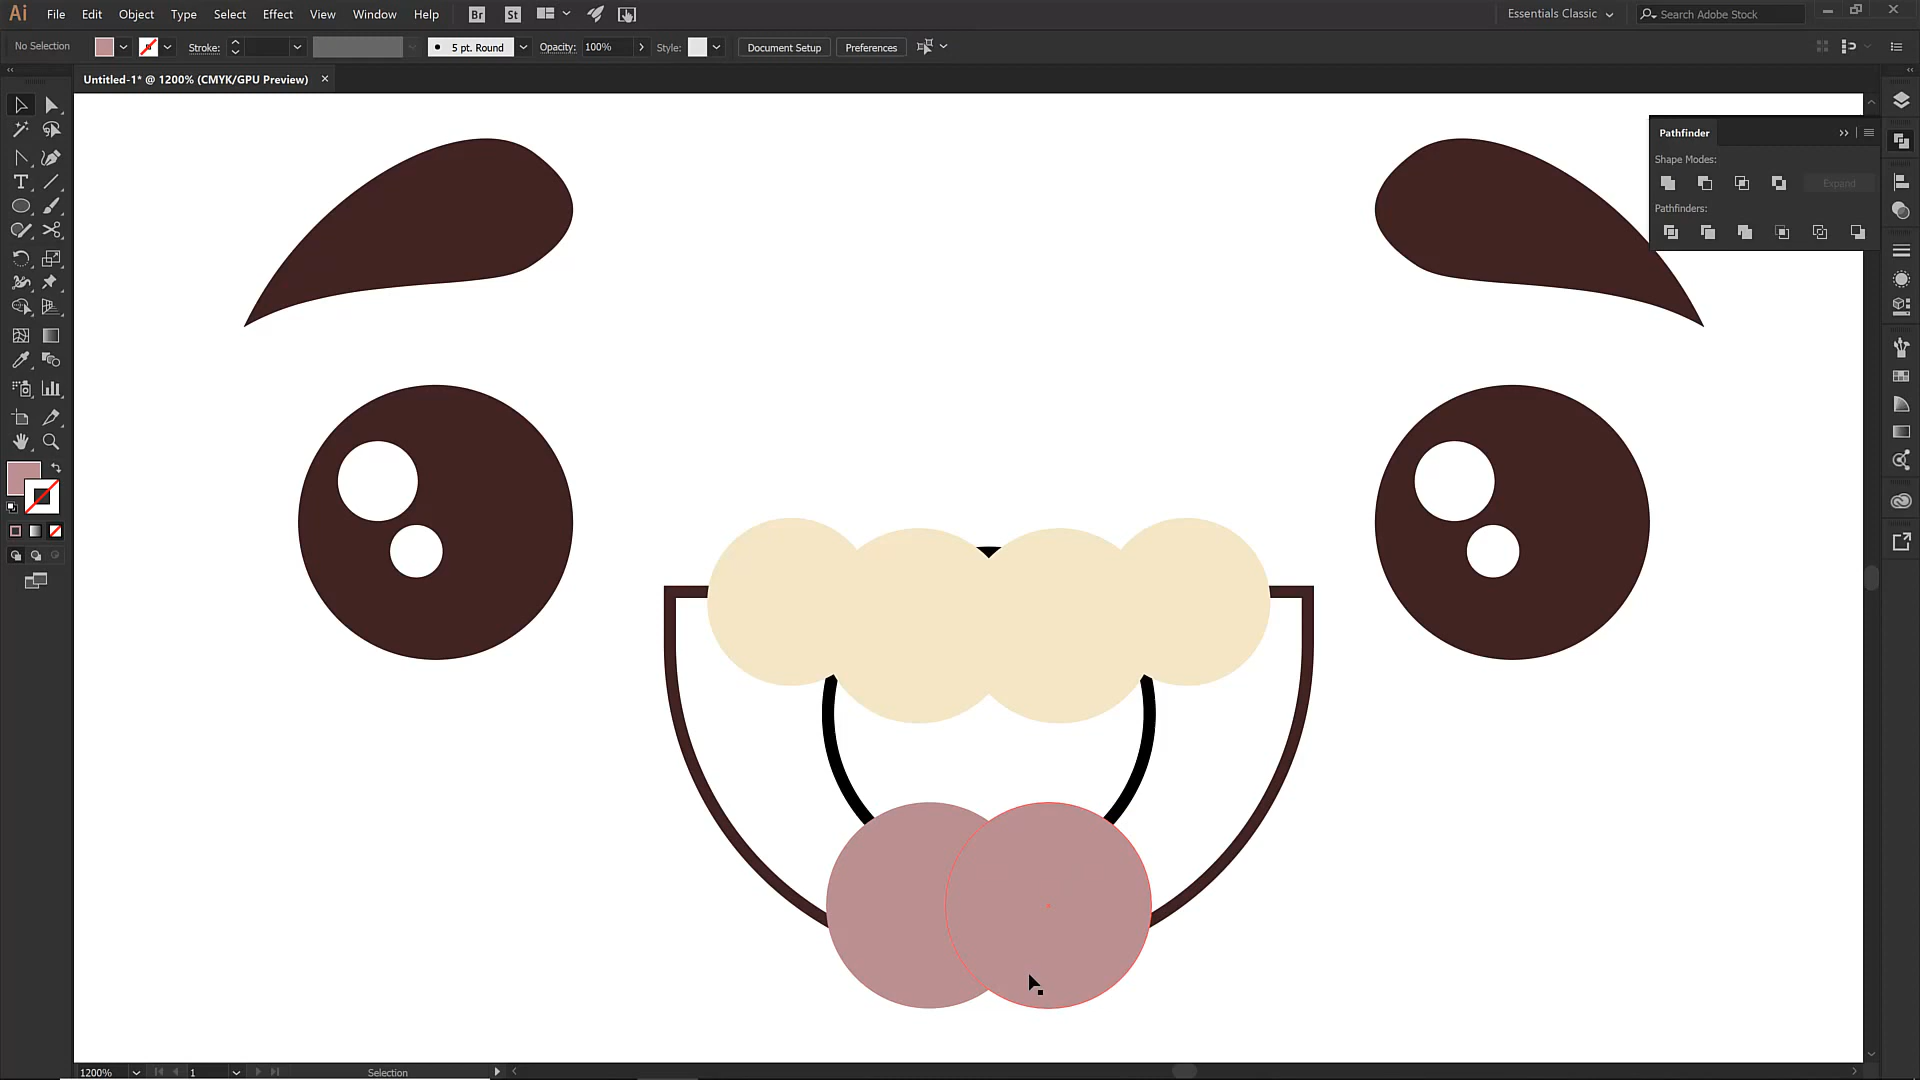 Ai File Edit Object Type Select Effect View Window Help Br St Essentials Classic Search Adobe Stock
No Selection Stroke: 5 pt. Round Opacity: 100% Style: Document Setup Preferences
Untitled-1* @ 1200% (CMYK/GPU Preview)
Pathfinder
Shape Modes:
Expand
Pathfinders:
1200% 1 Selection